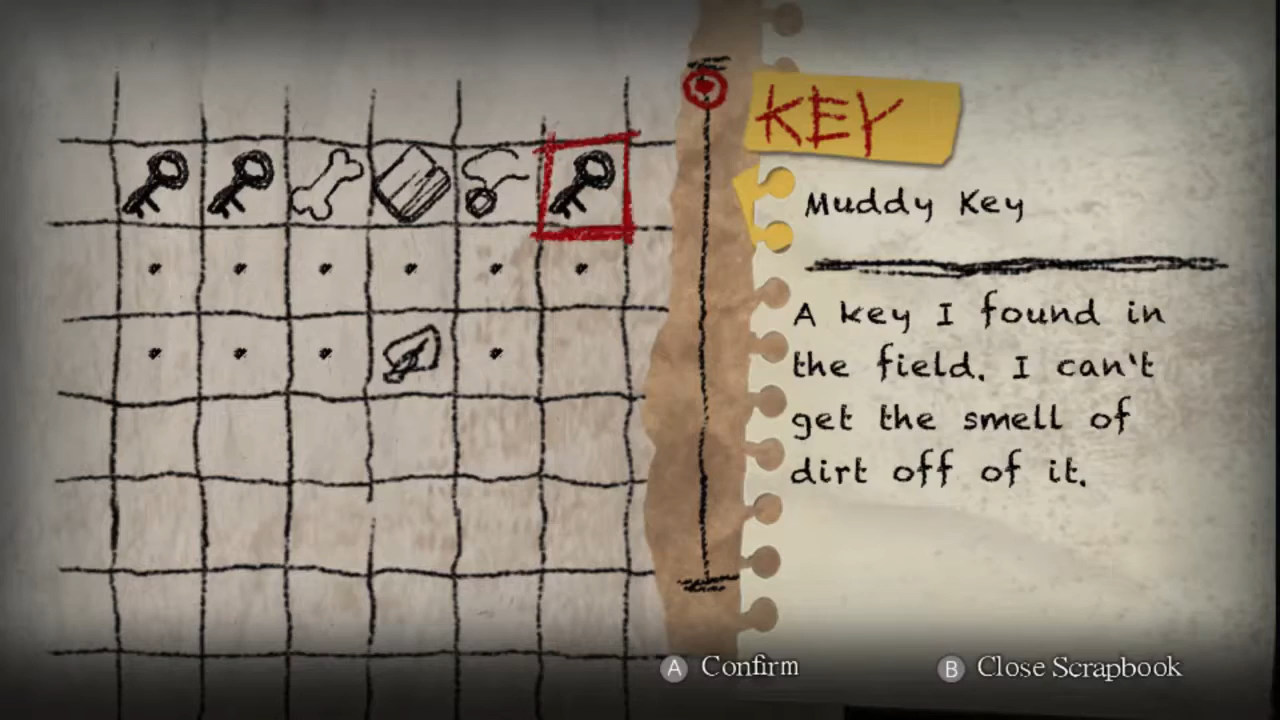 KEY
Muddy Key
A key I found in
the field. I can't
get the smell of
dirt off of it.
A Confirm
B Close Scrapbook